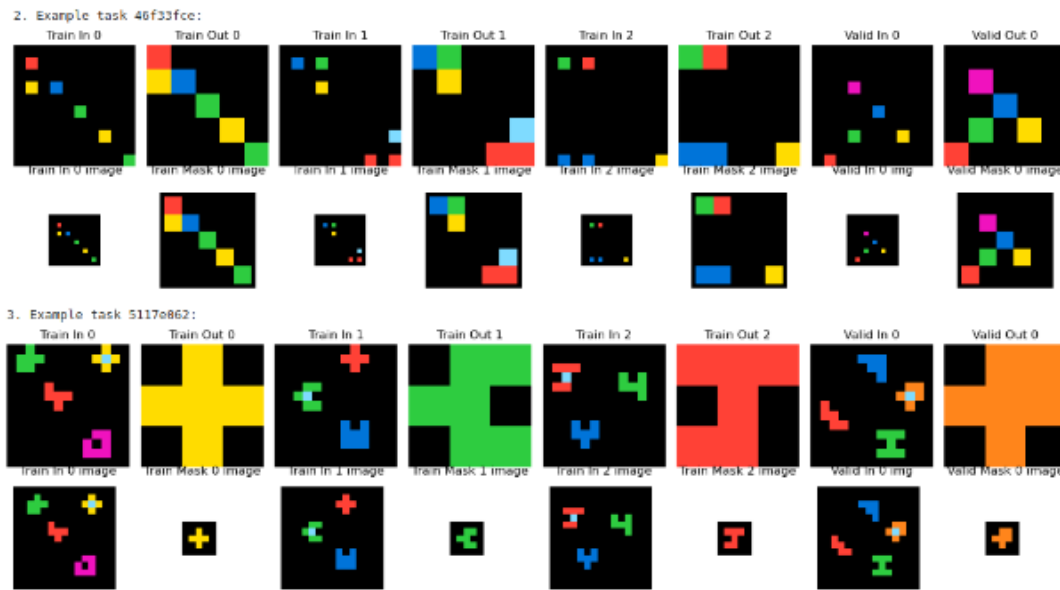 2. Example task 46f33fce:
Train In 0 Train Out 0 Train In 1 Train Out 1 Train In 2 Train Out 2 Valid In 0 Valid Out 0
Train In 0 image Train Mask 0 image Train In 1 image Train Mask 1 image Train In 2 image Train Mask 2 image Valid In 0 img Valid Mask 0 image
3. Example task 5117e062:
Train In 0 Train Out 0 Train In 1 Train Out 1 Train In 2 Train Out 2 Valid In 0 Valid Out 0
Train In 0 image Train Mask 0 image Train In 1 image Train Mask 1 image Train In 2 image Train Mask 2 image Valid In 0 img Valid Mask 0 image